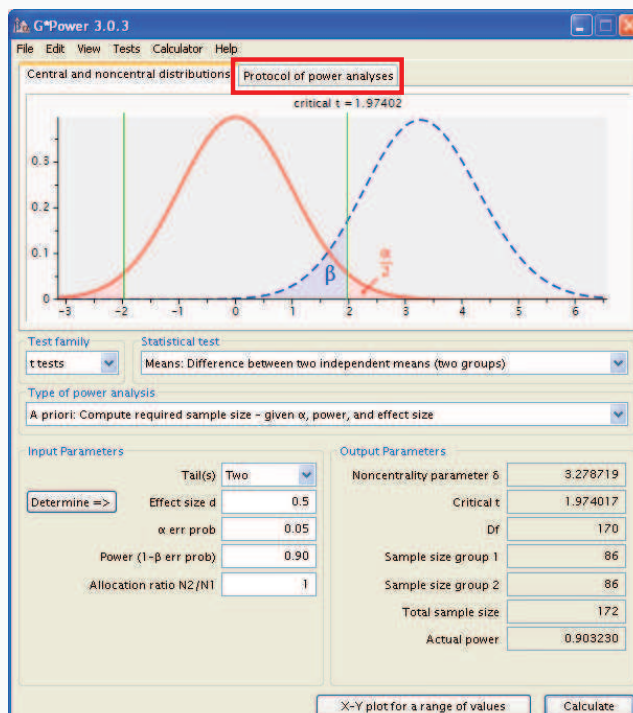 G*Power 3.0.3
File Edit View Tests Calculator Help
Central and noncentral distributions Protocol of power analyses
critical t = 1.97402
0.3
0.2
0.1
0
β
α
2
-3 -2 -1 0 1 2 3 4 5 6
Test family Statistical test
t tests Means: Difference between two independent means (two groups)
Type of power analysis
A priori: Compute required sample size – given α, power, and effect size
Input Parameters
Tail(s) Two
Determine => Effect size d 0.5
α err prob 0.05
Power (1-β err prob) 0.90
Allocation ratio N2/N1 1
Output Parameters
Noncentrality parameter δ 3.278719
Critical t 1.974017
Df 170
Sample size group 1 86
Sample size group 2 86
Total sample size 172
Actual power 0.903230
X-Y plot for a range of values Calculate